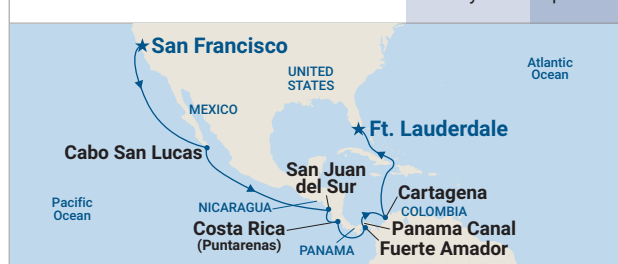 San Francisco
UNITED
STATES
Atlantic
Ocean
MEXICO
Ft. Lauderdale
Cabo San Lucas
San Juan
del Sur
Cartagena
Pacific
Ocean
NICARAGUA
COLOMBIA
Costa Rica
(Puntarenas)
Panama Canal
PANAMA
Fuerte Amador